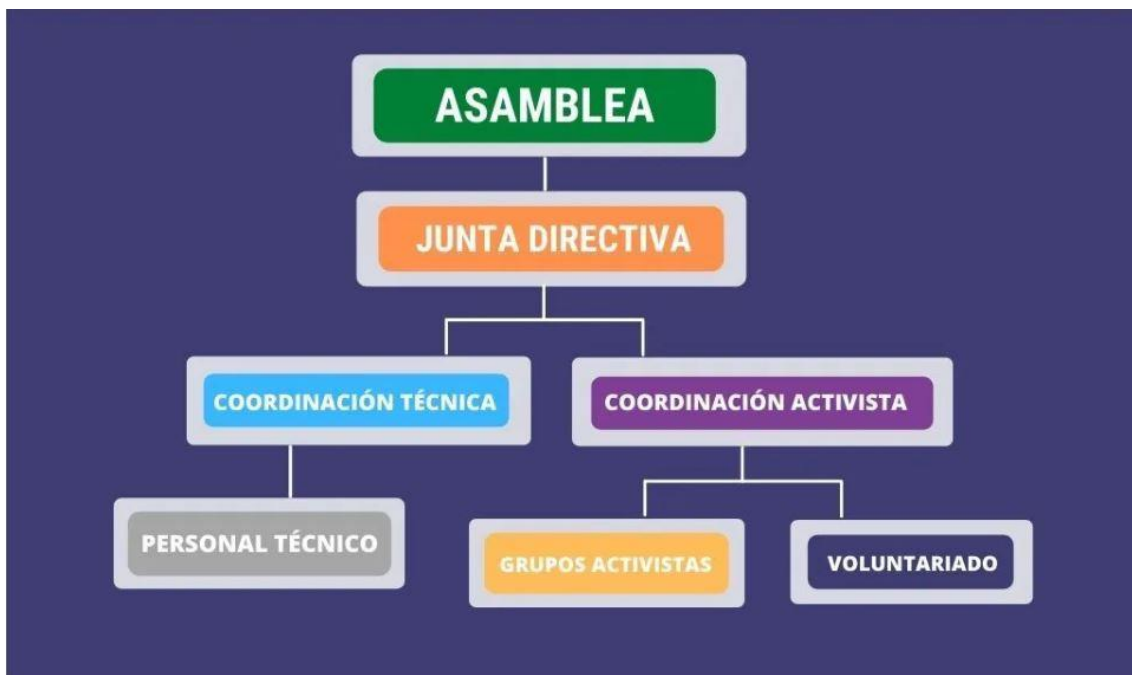 ASAMBLEA
JUNTA DIRECTIVA
COORDINACIÓN TÉCNICA
COORDINACIÓN ACTIVISTA
PERSONAL TÉCNICO
GRUPOS ACTIVISTAS
VOLUNTARIADO